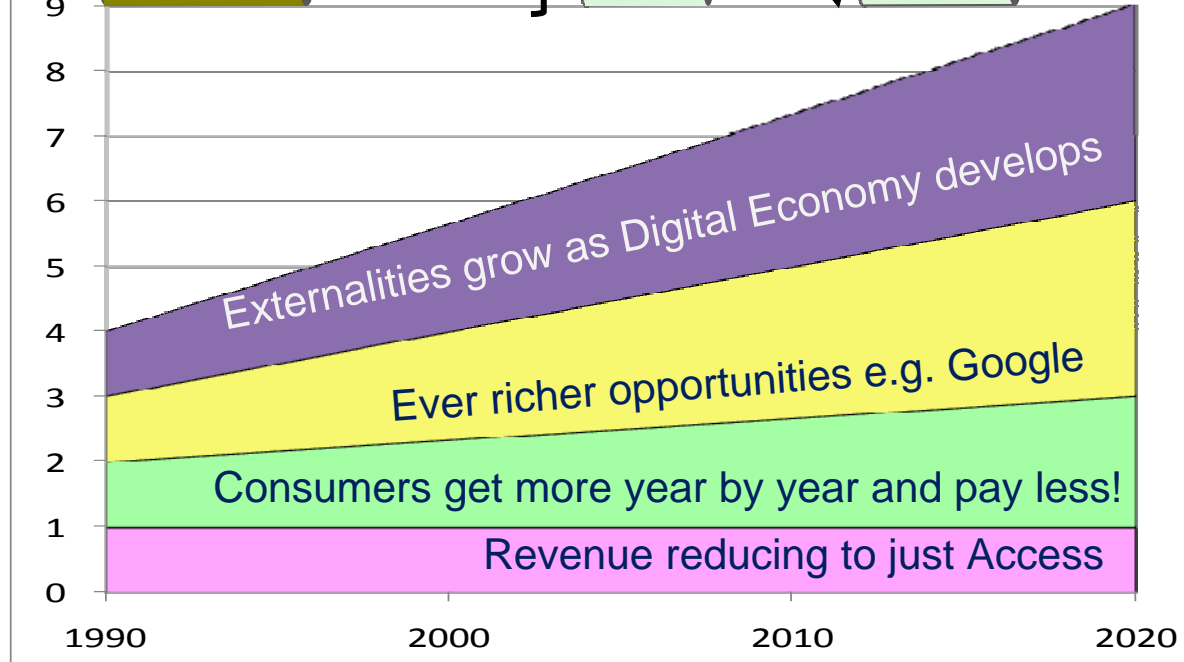 9
8
7
6
5
4
3
2
1
0
Externalities grow as Digital Economy develops
Ever richer opportunities e.g. Google
Consumers get more year by year and pay less!
Revenue reducing to just Access
1990 2000 2010 2020